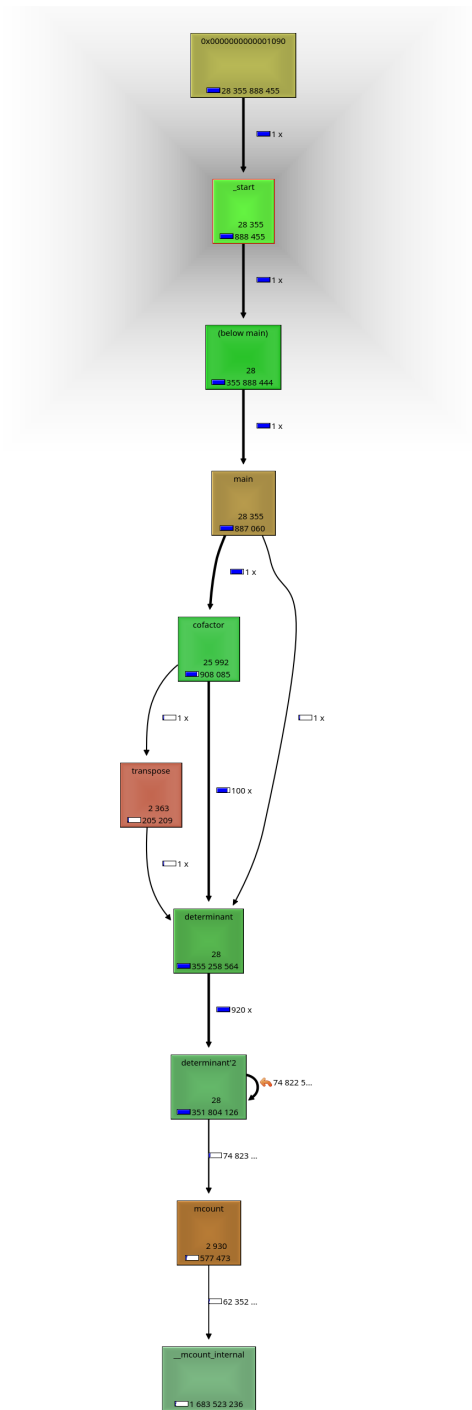 0x0000000000001090
28 355 888 455
1 x
_start
28 355
888 455
1 x
(below main)
28
355 888 444
1 x
main
28 355
887 060
1 x
cofactor
25 992
908 085
1 x
1 x
transpose
2 363
205 209
100 x
1 x
determinant
28
355 258 564
920 x
determinant'2
28
351 804 126
74 822 5...
74 823 ...
mcount
2 930
577 473
62 352 ...
__mcount_internal
1 683 523 236